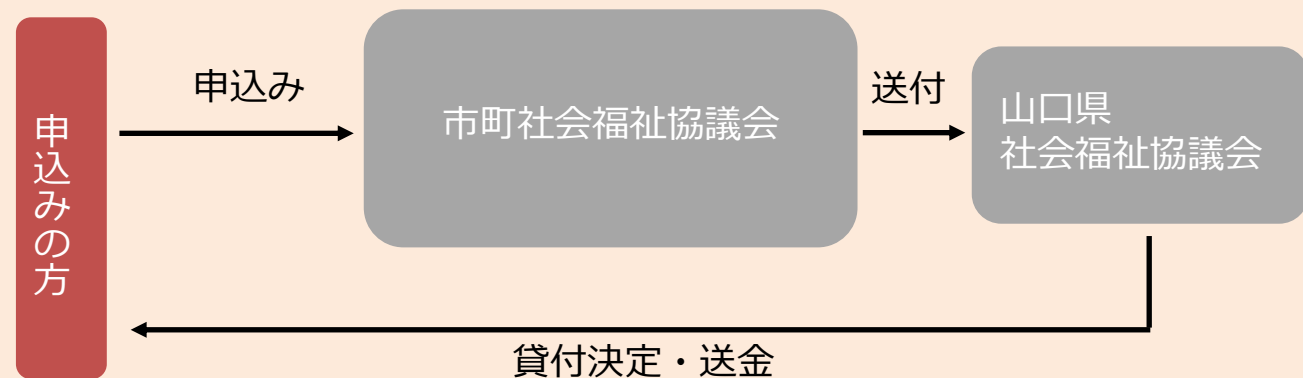 申込みの方
申込み
市町社会福祉協議会
送付
山口県
社会福祉協議会
貸付決定・送金